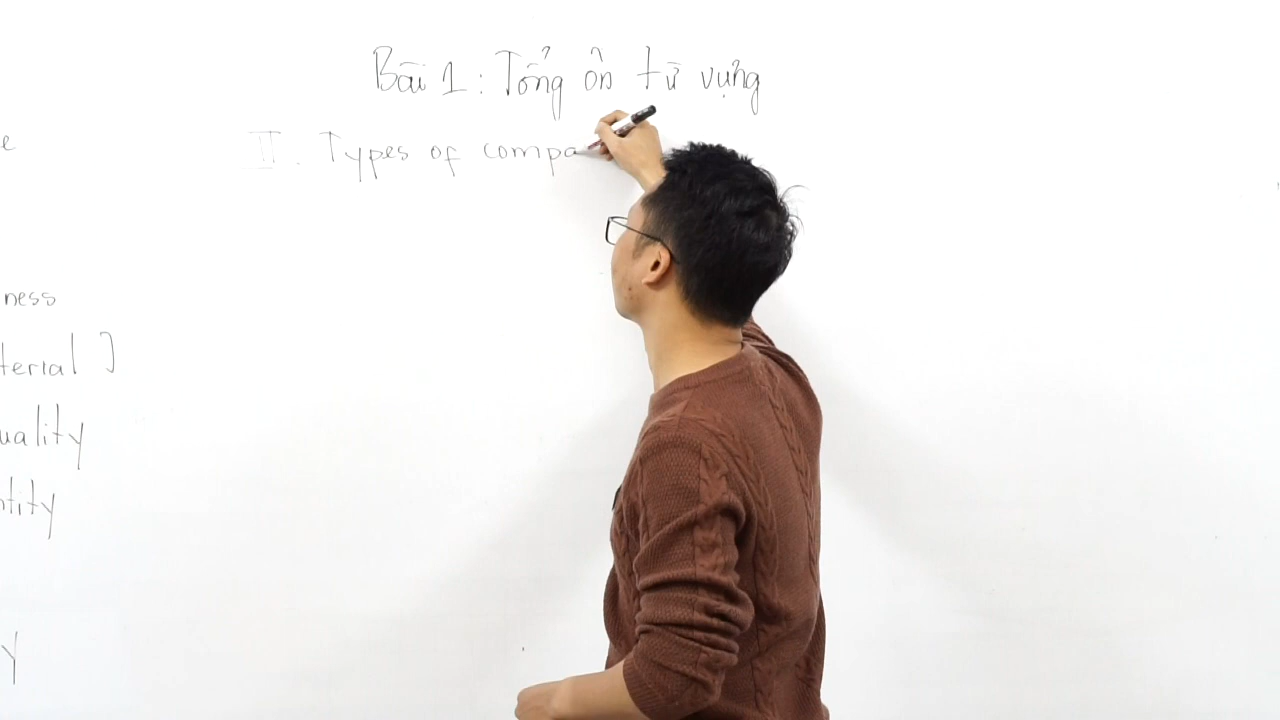 Bài 1: Tổng ôn từ vựng
II. Types of compa
e
ness
terial ]
uality
ntity
y